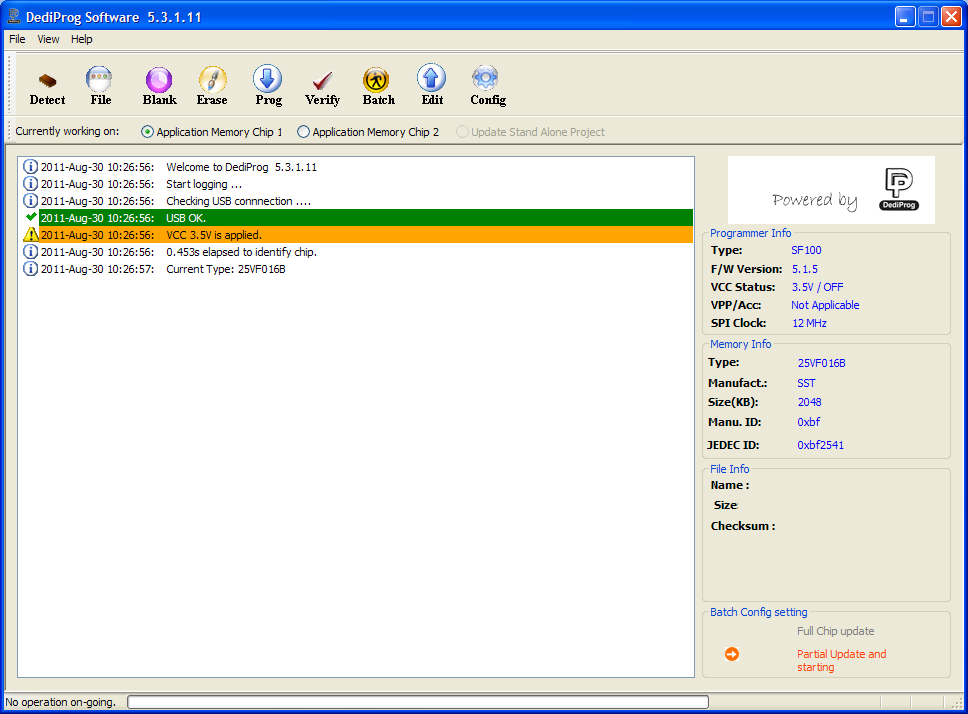 DediProg Software 5.3.1.11
File View Help
Detect File Blank Erase Prog Verify Batch Edit Config
Currently working on: Application Memory Chip 1 Application Memory Chip 2 Update Stand Alone Project
2011-Aug-30 10:26:56: Welcome to DediProg 5.3.1.11
2011-Aug-30 10:26:56: Start logging ...
2011-Aug-30 10:26:56: Checking USB connnection ....
2011-Aug-30 10:26:56: USB OK.
2011-Aug-30 10:26:56: VCC 3.5V is applied.
2011-Aug-30 10:26:56: 0.453s elapsed to identify chip.
2011-Aug-30 10:26:57: Current Type: 25VF016B
Powered by DediProg
Programmer Info
Type: SF100
F/W Version: 5.1.5
VCC Status: 3.5V / OFF
VPP/Acc: Not Applicable
SPI Clock: 12 MHz
Memory Info
Type: 25VF016B
Manufact.: SST
Size(KB): 2048
Manu. ID: 0xbf
JEDEC ID: 0xbf2541
File Info
Name :
Size:
Checksum :
Batch Config setting
Full Chip update
Partial Update and
starting
No operation on-going.